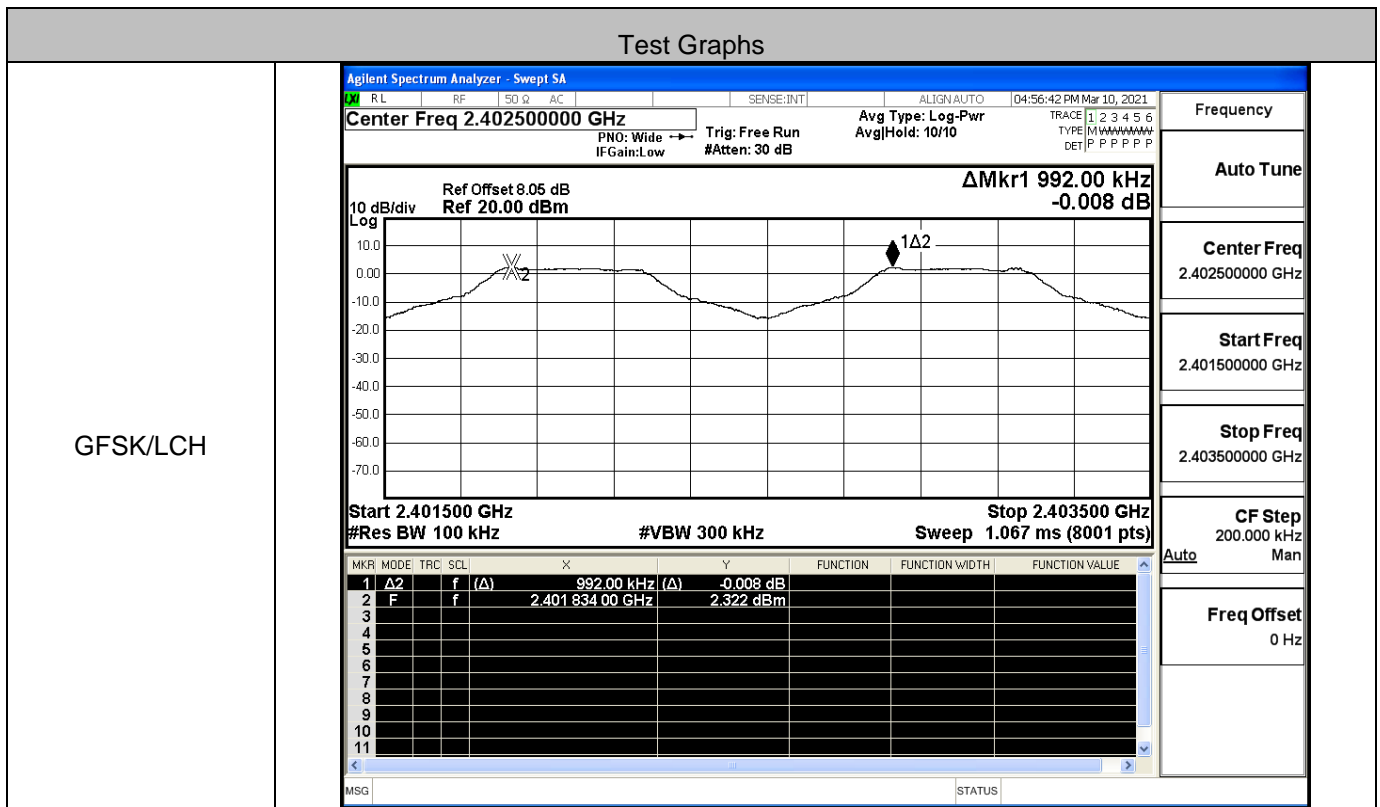 Test Graphs
GFSK/LCH
Agilent Spectrum Analyzer - Swept SA
LXI RL RF 50 Ω AC SENSE:INT ALIGN AUTO 04:56:42 PM Mar 10, 2021
Center Freq 2.402500000 GHz
PNO: Wide
IFGain:Low
Trig: Free Run
#Atten: 30 dB
Avg Type: Log-Pwr
Avg|Hold: 10/10
TRACE 1 2 3 4 5 6
TYPE M WWWWW
DET P P P P P P
Ref Offset 8.05 dB
10 dB/div Ref 20.00 dBm
Log
ΔMkr1 992.00 kHz
-0.008 dB
10.0
0.00
-10.0
-20.0
-30.0
-40.0
-50.0
-60.0
-70.0
2
1Δ2
Start 2.401500 GHz Stop 2.403500 GHz
#Res BW 100 kHz #VBW 300 kHz Sweep 1.067 ms (8001 pts)
MKR MODE TRC SCL X Y FUNCTION FUNCTION WIDTH FUNCTION VALUE
1 Δ2 f (Δ) 992.00 kHz (Δ) -0.008 dB
2 F f 2.401 834 00 GHz 2.322 dBm
3
4
5
6
7
8
9
10
11
MSG STATUS
Frequency
Auto Tune
Center Freq
2.402500000 GHz
Start Freq
2.401500000 GHz
Stop Freq
2.403500000 GHz
CF Step
200.000 kHz
Auto Man
Freq Offset
0 Hz